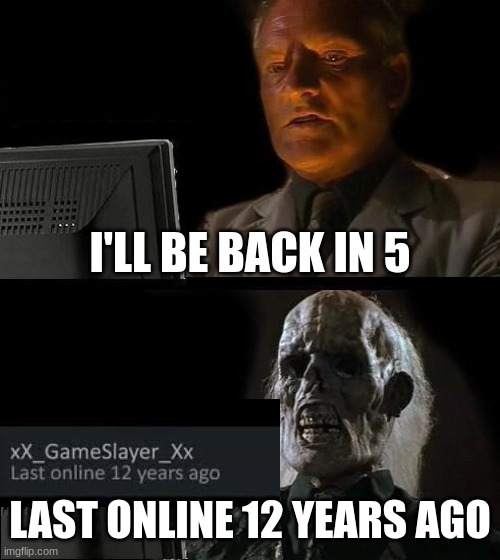 I'LL BE BACK IN 5
xX_GameSlayer_Xx
Last online 12 years ago
LAST ONLINE 12 YEARS AGO
imgflip.com